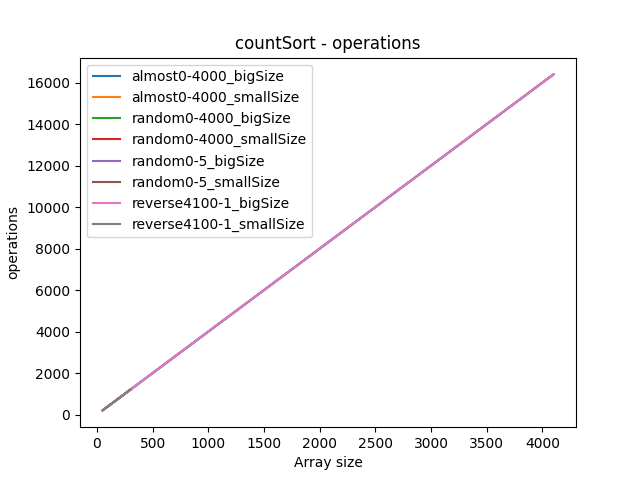 countSort - operations
almost0-4000_bigSize
almost0-4000_smallSize
random0-4000_bigSize
random0-4000_smallSize
random0-5_bigSize
random0-5_smallSize
reverse4100-1_bigSize
reverse4100-1_smallSize
operations
16000
14000
12000
10000
8000
6000
4000
2000
0
0 500 1000 1500 2000 2500 3000 3500 4000
Array size